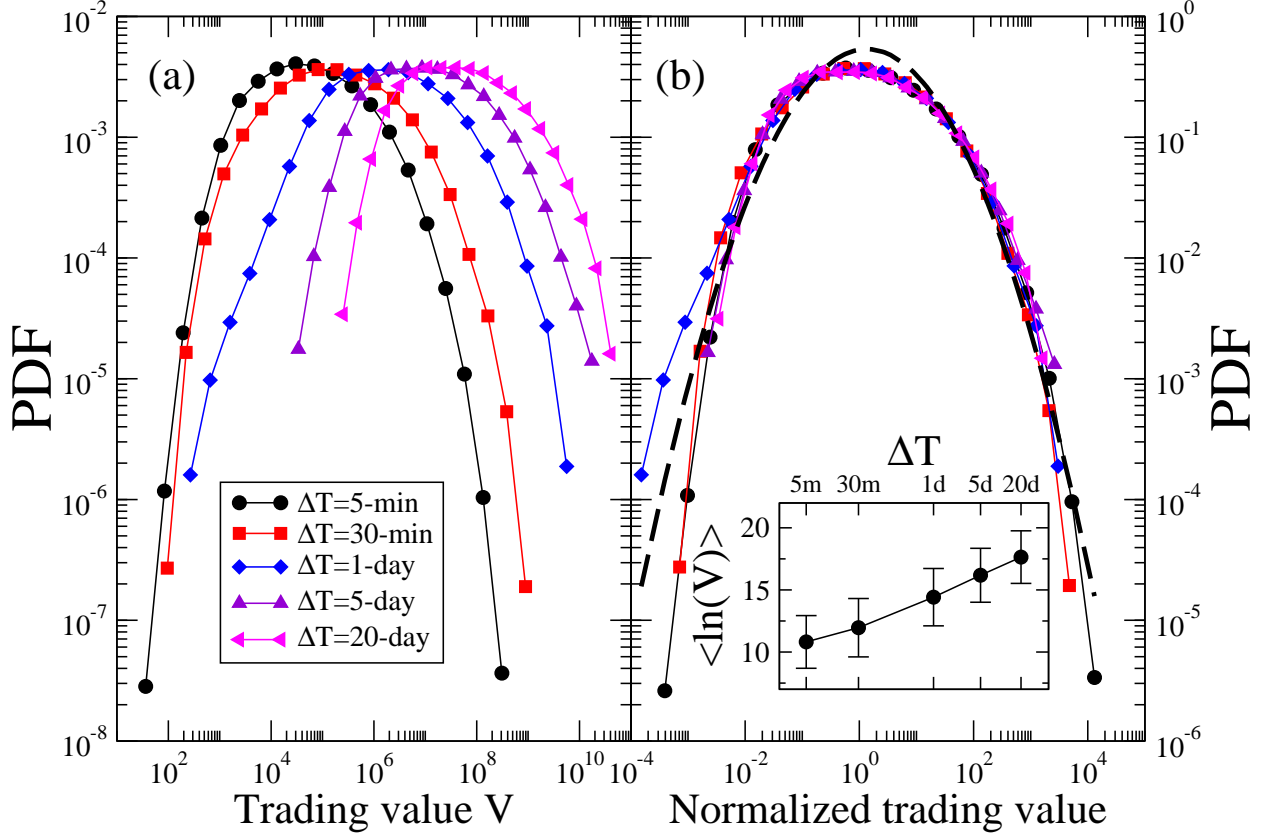 (a)
PDF
10^-2
10^-3
10^-4
10^-5
10^-6
10^-7
10^-8
10^2
10^4
10^6
10^8
10^10
Trading value V
ΔT=5-min
ΔT=30-min
ΔT=1-day
ΔT=5-day
ΔT=20-day
(b)
10^0
10^-1
10^-2
10^-3
10^-4
10^-5
10^-6
PDF
10^-4
10^-2
10^0
10^2
10^4
Normalized trading value
ΔT
5m 30m 1d 5d 20d
20
15
10
<ln(V)>